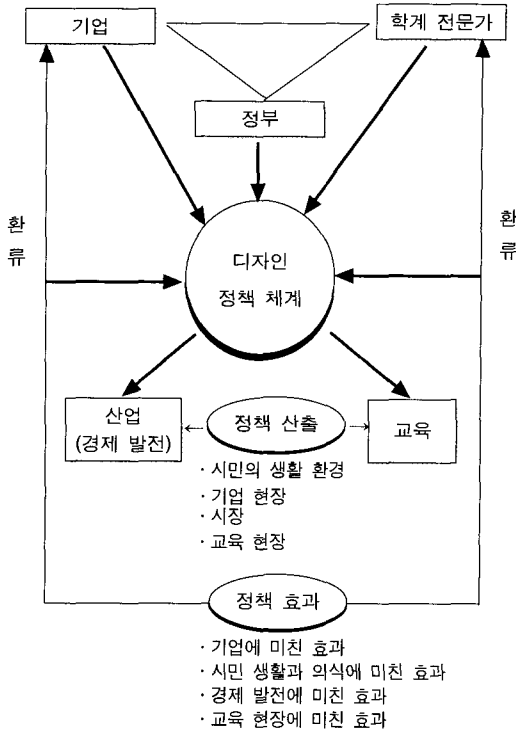 기업
학계 전문가
정부
환
류
환
류
디자인
정책 체계
산업
(경제 발전)
정책 산출
교육
· 시민의 생활 환경
· 기업 현장
· 시장
· 교육 현장
정책 효과
· 기업에 미친 효과
· 시민 생활과 의식에 미친 효과
· 경제 발전에 미친 효과
· 교육 현장에 미친 효과